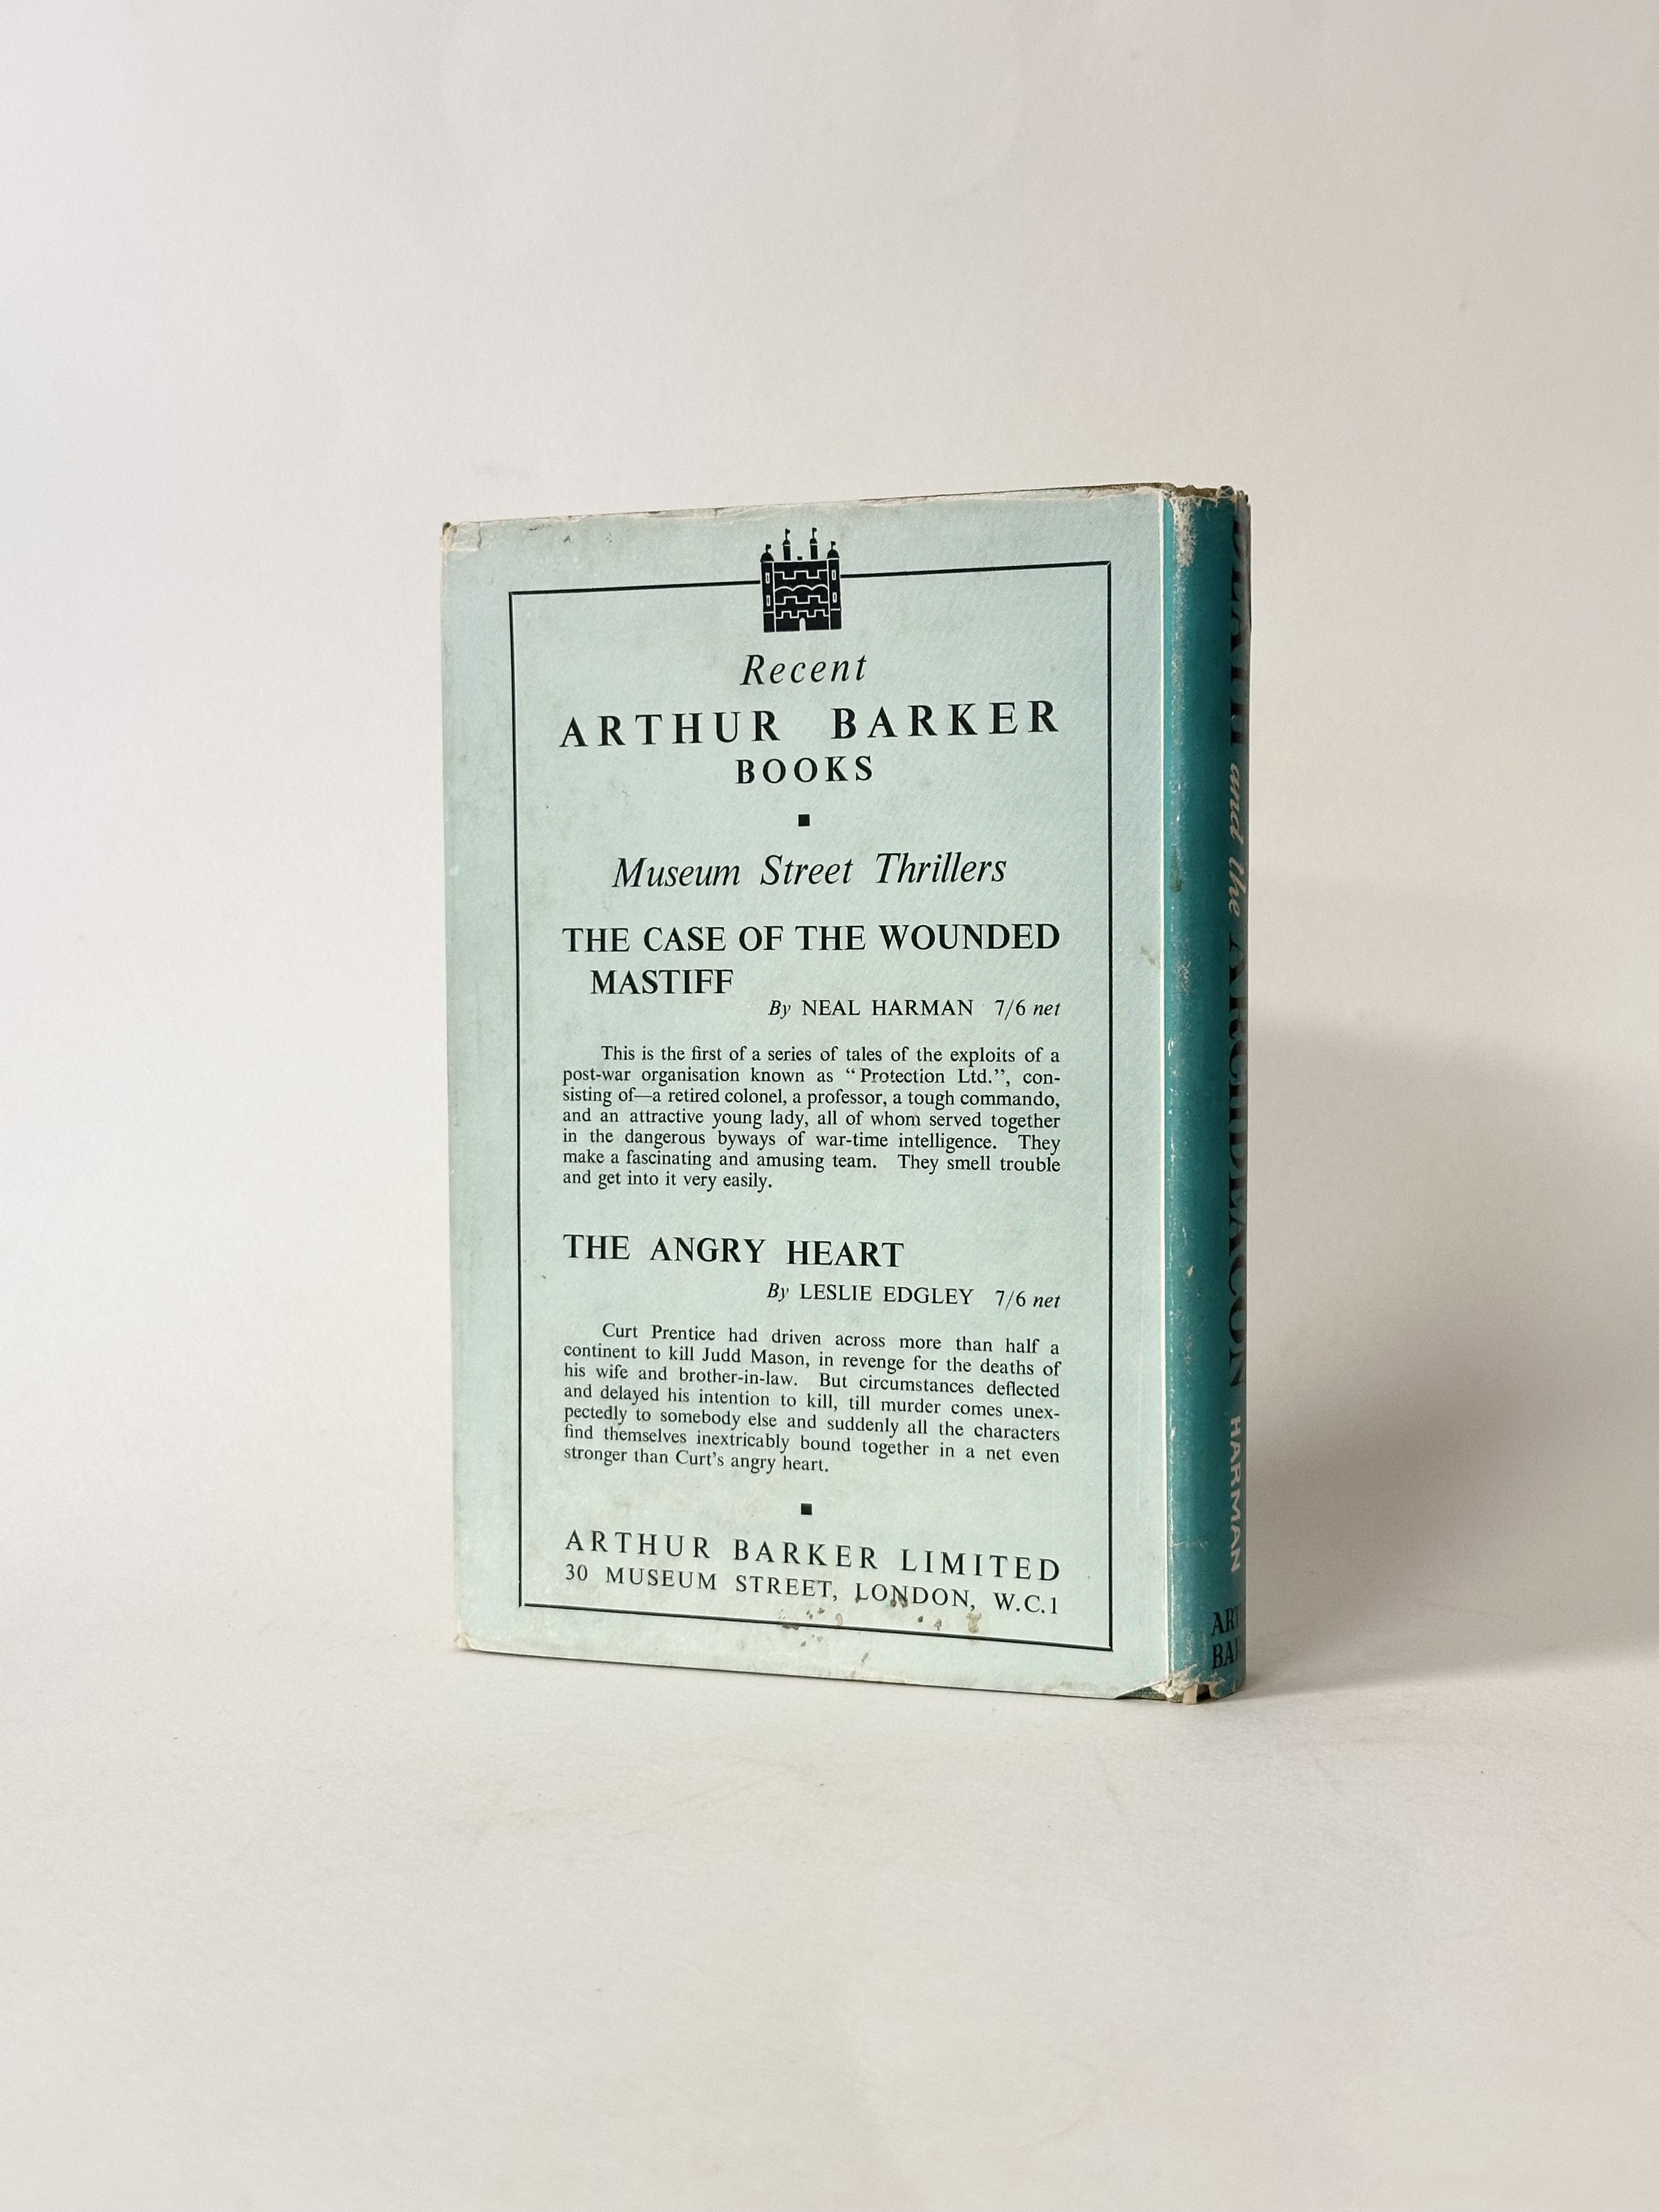 Recent
ARTHUR BARKER
BOOKS
Museum Street Thrillers
THE CASE OF THE WOUNDED
MASTIFF
By NEAL HARMAN 7/6 net
This is the first of a series of tales of the exploits of a
post-war organisation known as “Protection Ltd.”, con-
sisting of—a retired colonel, a professor, a tough commando,
and an attractive young lady, all of whom served together
in the dangerous byways of war-time intelligence. They
make a fascinating and amusing team. They smell trouble
and get into it very easily.
THE ANGRY HEART
By LESLIE EDGLEY 7/6 net
Curt Prentice had driven across more than half a
continent to kill Judd Mason, in revenge for the deaths of
his wife and brother-in-law. But circumstances deflected
and delayed his intention to kill, till murder comes unex-
pectedly to somebody else and suddenly all the characters
find themselves inextricably bound together in a net even
stronger than Curt’s angry heart.
ARTHUR BARKER LIMITED
30 MUSEUM STREET, LONDON, W.C.1
DEATH and the ARCHDEACON HARMAN